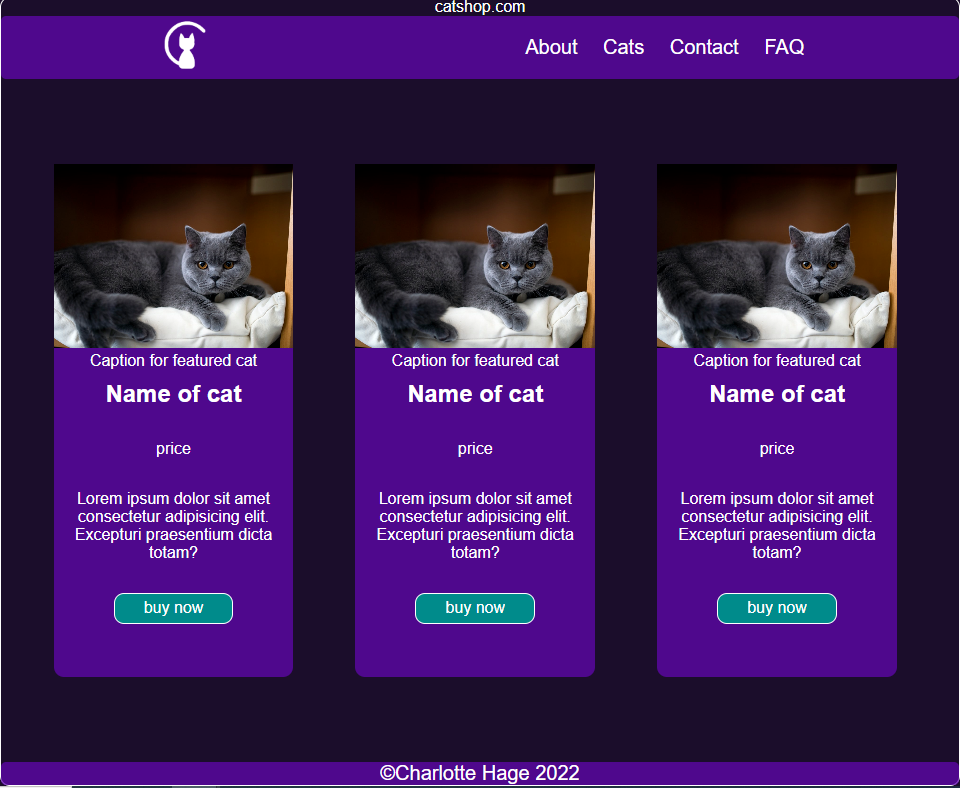 catshop.com
About Cats Contact FAQ
Caption for featured cat
Name of cat
price
Lorem ipsum dolor sit amet
consectetur adipisicing elit.
Excepturi praesentium dicta
totam?
buy now
Caption for featured cat
Name of cat
price
Lorem ipsum dolor sit amet
consectetur adipisicing elit.
Excepturi praesentium dicta
totam?
buy now
Caption for featured cat
Name of cat
price
Lorem ipsum dolor sit amet
consectetur adipisicing elit.
Excepturi praesentium dicta
totam?
buy now
©Charlotte Hage 2022